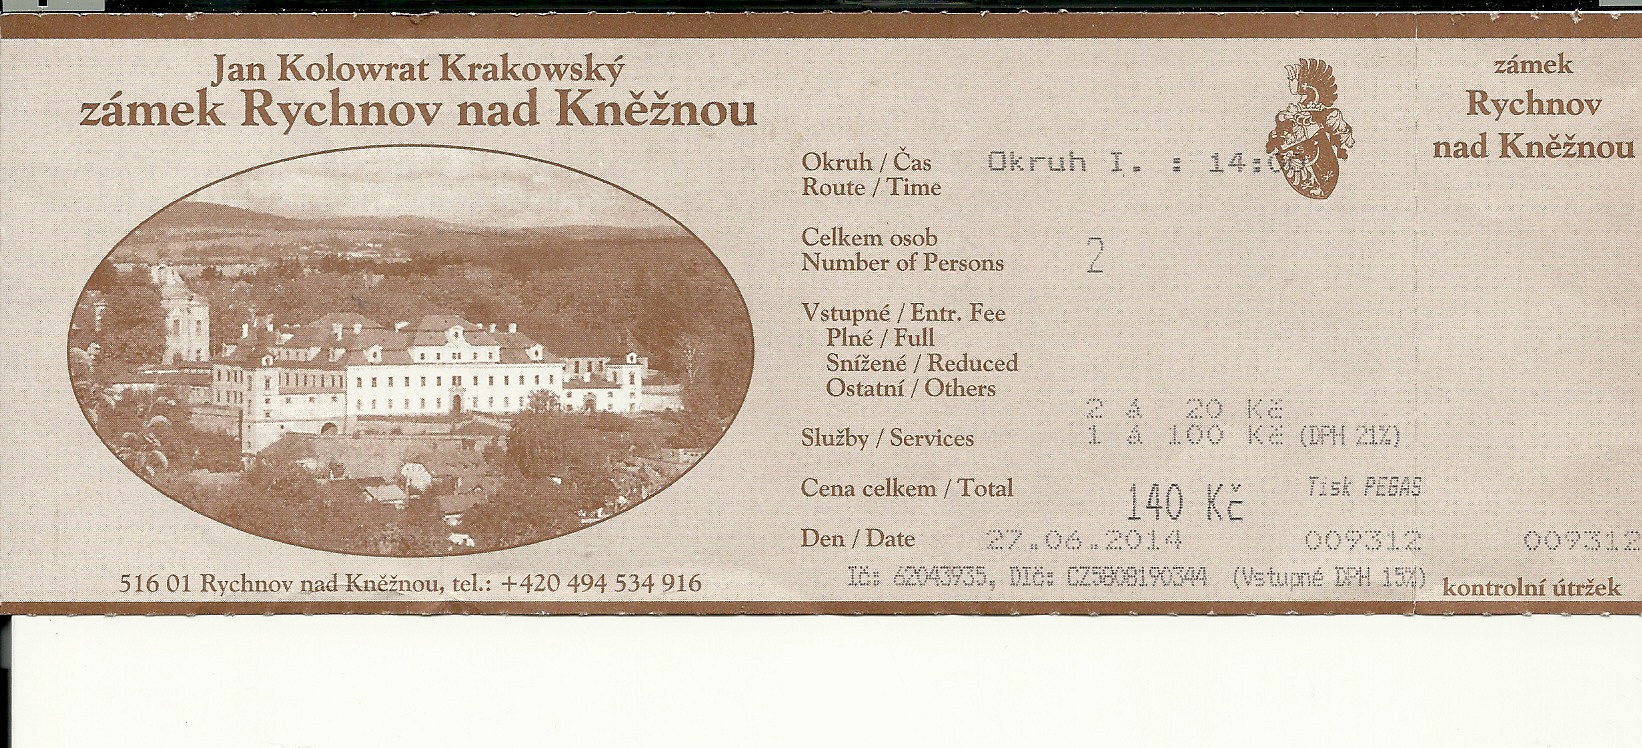 Jan Kolowrat Krakowský
zámek Rychnov nad Kněžnou
516 01 Rychnov nad Kněžnou, tel.: +420 494 534 916
Okruh / Čas Okruh I. : 14:00
Route / Time
Celkem osob
Number of Persons 2
Vstupné / Entr. Fee
Plné / Full
Snížené / Reduced
Ostatní / Others
2 á 20 Kč
Služby / Services 1 á 100 Kč (DPH 21%)
Cena celkem / Total 140 Kč Tisk PEGAS
Den / Date 27.06.2014 009312
Ič: 62043935, DIč: CZ5808190344 (Vstupné DPH 15%)
zámek
Rychnov
nad Kněžnou
009312
kontrolní útržek